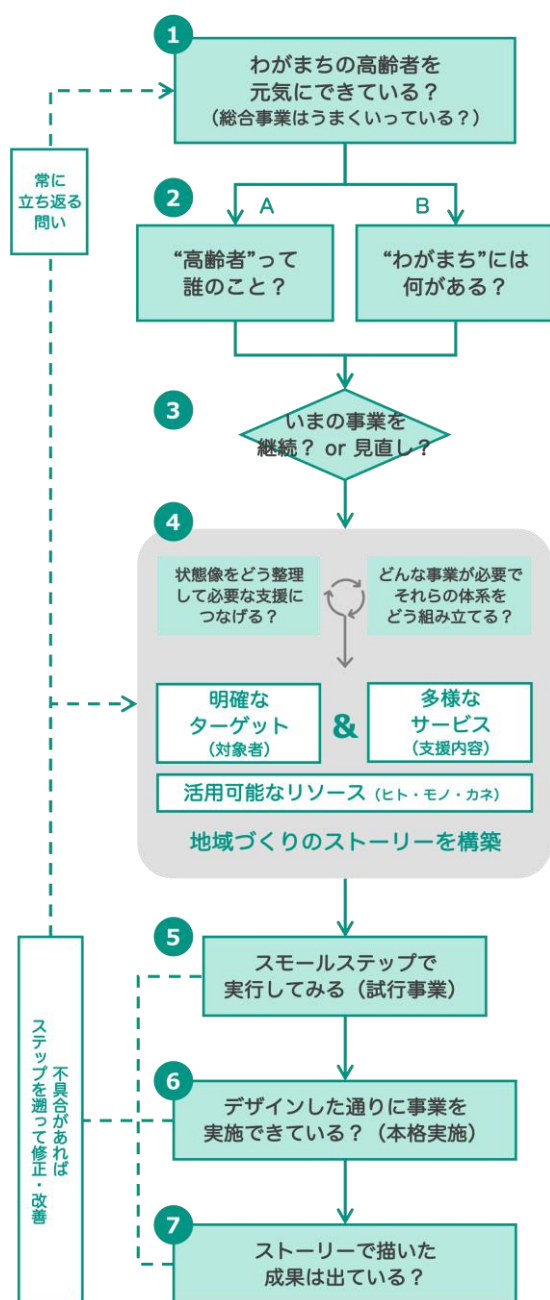 1
わがまちの高齢者を
元気にできている？
（総合事業はうまくいっている？）
常に
立ち返る
問い
2
A
B
“高齢者”って
誰のこと？
“わがまち”には
何がある？
3
いまの事業を
継続？ or 見直し？
4
状態像をどう整理
して必要な支援に
つなげる？
どんな事業が必要で
それらの体系を
どう組み立てる？
明確な
ターゲット
（対象者）
&
多様な
サービス
（支援内容）
活用可能なリソース（ヒト・モノ・カネ）
地域づくりのストーリーを構築
5
スモールステップで
実行してみる（試行事業）
不具合があれば
ステップを遡って修正・改善
6
デザインした通りに事業を
実施できている？（本格実施）
7
ストーリーで描いた
成果は出ている？